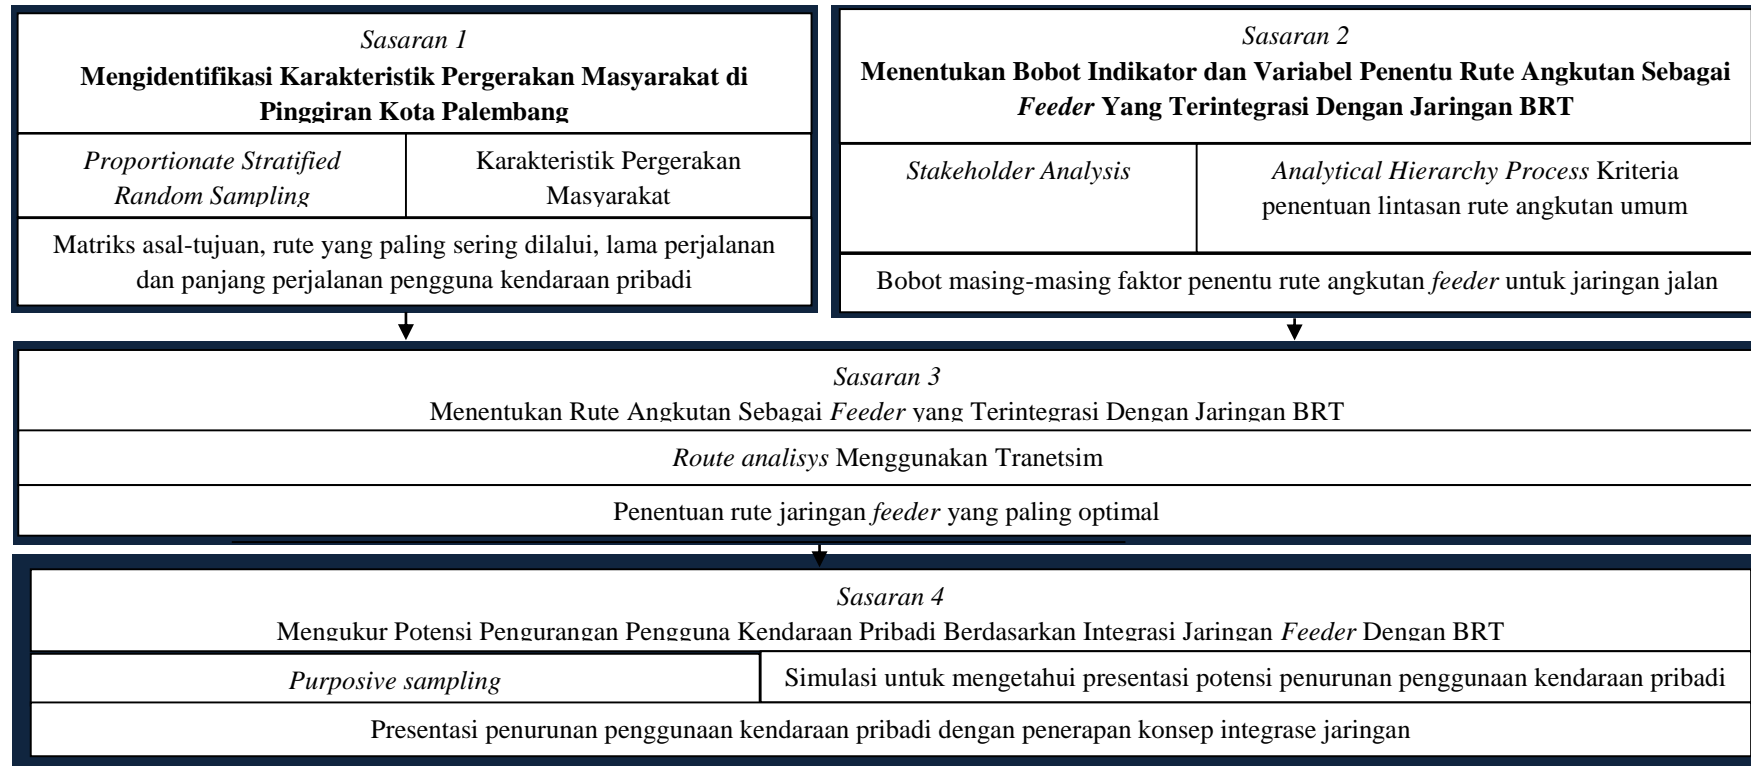 Sasaran 1
Mengidentifikasi Karakteristik Pergerakan Masyarakat di
Pinggiran Kota Palembang
Proportionate Stratified
Random Sampling
Karakteristik Pergerakan
Masyarakat
Matriks asal-tujuan, rute yang paling sering dilalui, lama perjalanan
dan panjang perjalanan pengguna kendaraan pribadi
Sasaran 2
Menentukan Bobot Indikator dan Variabel Penentu Rute Angkutan Sebagai
Feeder Yang Terintegrasi Dengan Jaringan BRT
Stakeholder Analysis
Analytical Hierarchy Process Kriteria
penentuan lintasan rute angkutan umum
Bobot masing-masing faktor penentu rute angkutan feeder untuk jaringan jalan
Sasaran 3
Menentukan Rute Angkutan Sebagai Feeder yang Terintegrasi Dengan Jaringan BRT
Route analisys Menggunakan Tranetsim
Penentuan rute jaringan feeder yang paling optimal
Sasaran 4
Mengukur Potensi Pengurangan Pengguna Kendaraan Pribadi Berdasarkan Integrasi Jaringan Feeder Dengan BRT
Purposive sampling
Simulasi untuk mengetahui presentasi potensi penurunan penggunaan kendaraan pribadi
Presentasi penurunan penggunaan kendaraan pribadi dengan penerapan konsep integrase jaringan